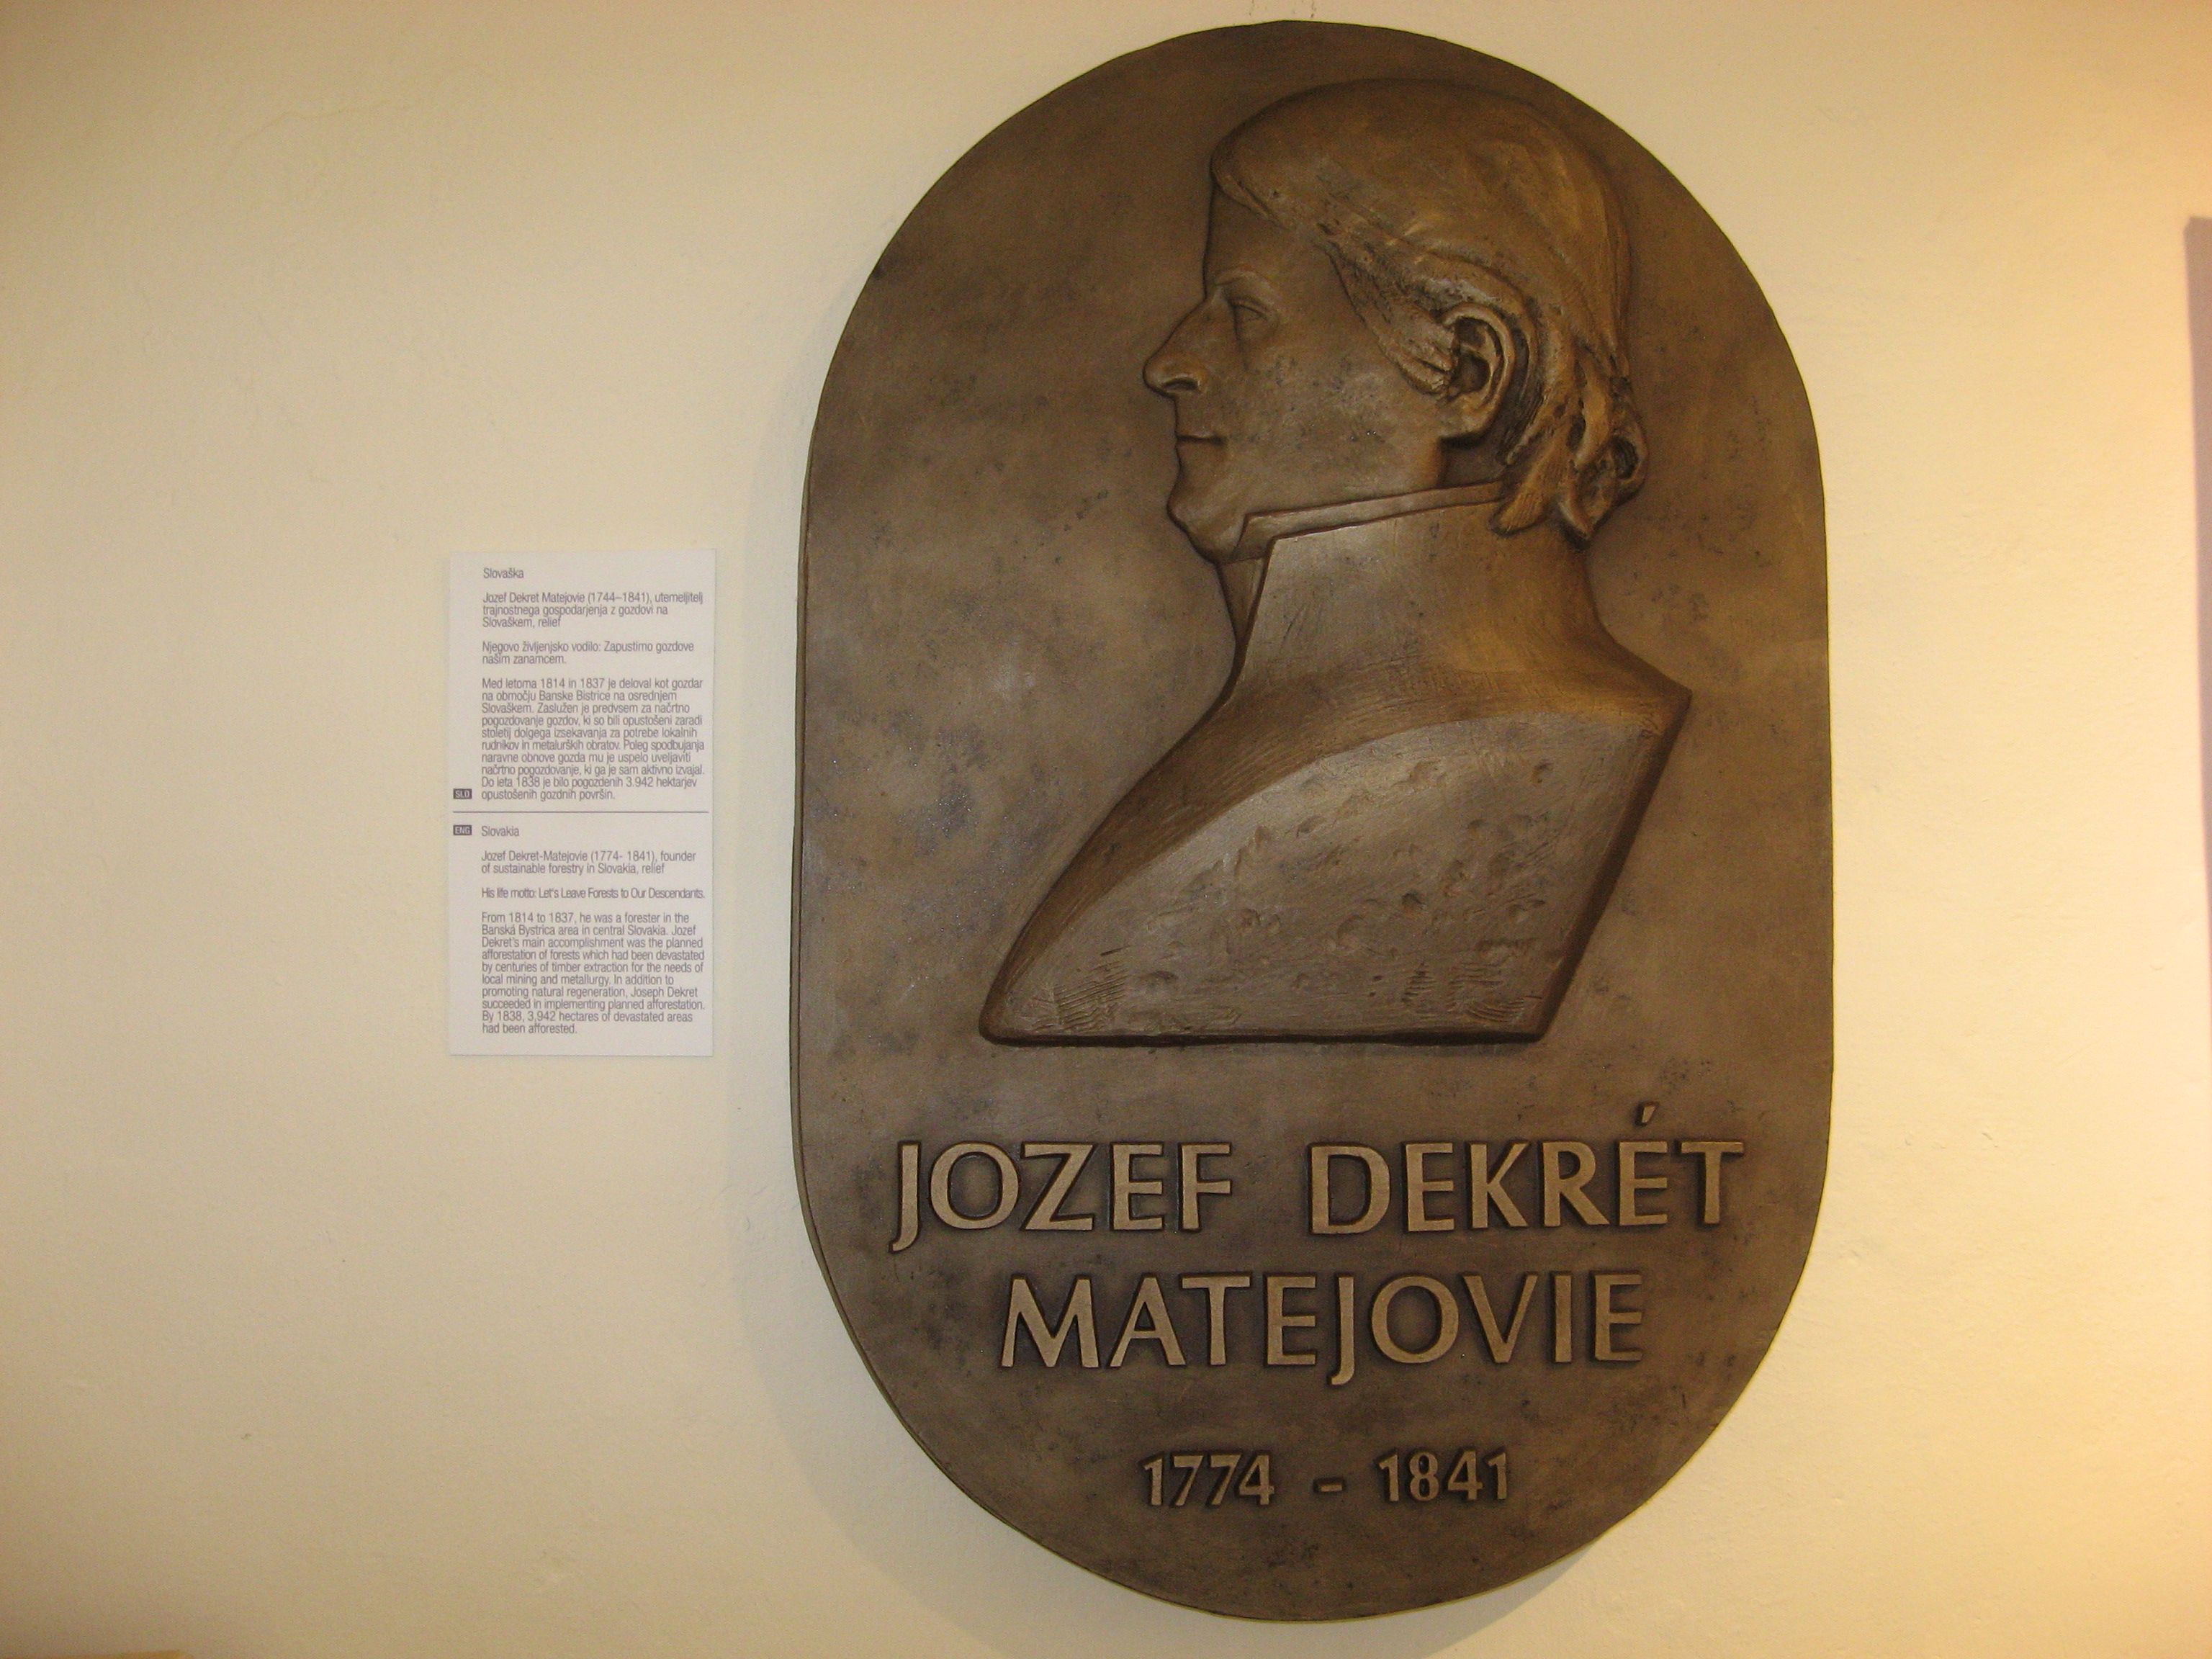 Slovaška
Jozef Dekret Matejovie (1744–1841), utemeljitelj
trajnostnega gospodarjenja z gozdovi na
Slovaškem, relief
Njegovo življenjsko vodilo: Zapustimo gozdove
našim zanamcem.
Med letoma 1814 in 1837 je deloval kot gozdar
na območju Banske Bistrice na osrednjem
Slovaškem. Zaslužen je predvsem za načrtno
pogozdovanje gozdov, ki so bili opustošeni zaradi
stoletij dolgega izsekavanja za potrebe lokalnih
rudnikov in metalurških obratov. Poleg spodbujanja
naravne obnove gozda mu je uspelo uveljaviti
načrtno pogozdovanje, ki ga je sam aktivno izvajal.
Do leta 1838 je bilo pogozdenih 3.942 hektarjev
SLO opustošenih gozdnih površin.
ENG Slovakia
Jozef Dekret-Matejovie (1774- 1841), founder
of sustainable forestry in Slovakia, relief
His life motto: Let's Leave Forests to Our Descendants.
From 1814 to 1837, he was a forester in the
Banská Bystrica area in central Slovakia. Jozef
Dekret's main accomplishment was the planned
afforestation of forests which had been devastated
by centuries of timber extraction for the needs of
local mining and metallurgy. In addition to
promoting natural regeneration, Joseph Dekret
succeeded in implementing planned afforestation.
By 1838, 3,942 hectares of devastated areas
had been afforested.
JOZEF DEKRÉT
MATEJOVIE
1774 - 1841